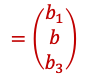 = (b₁
b
b₃)